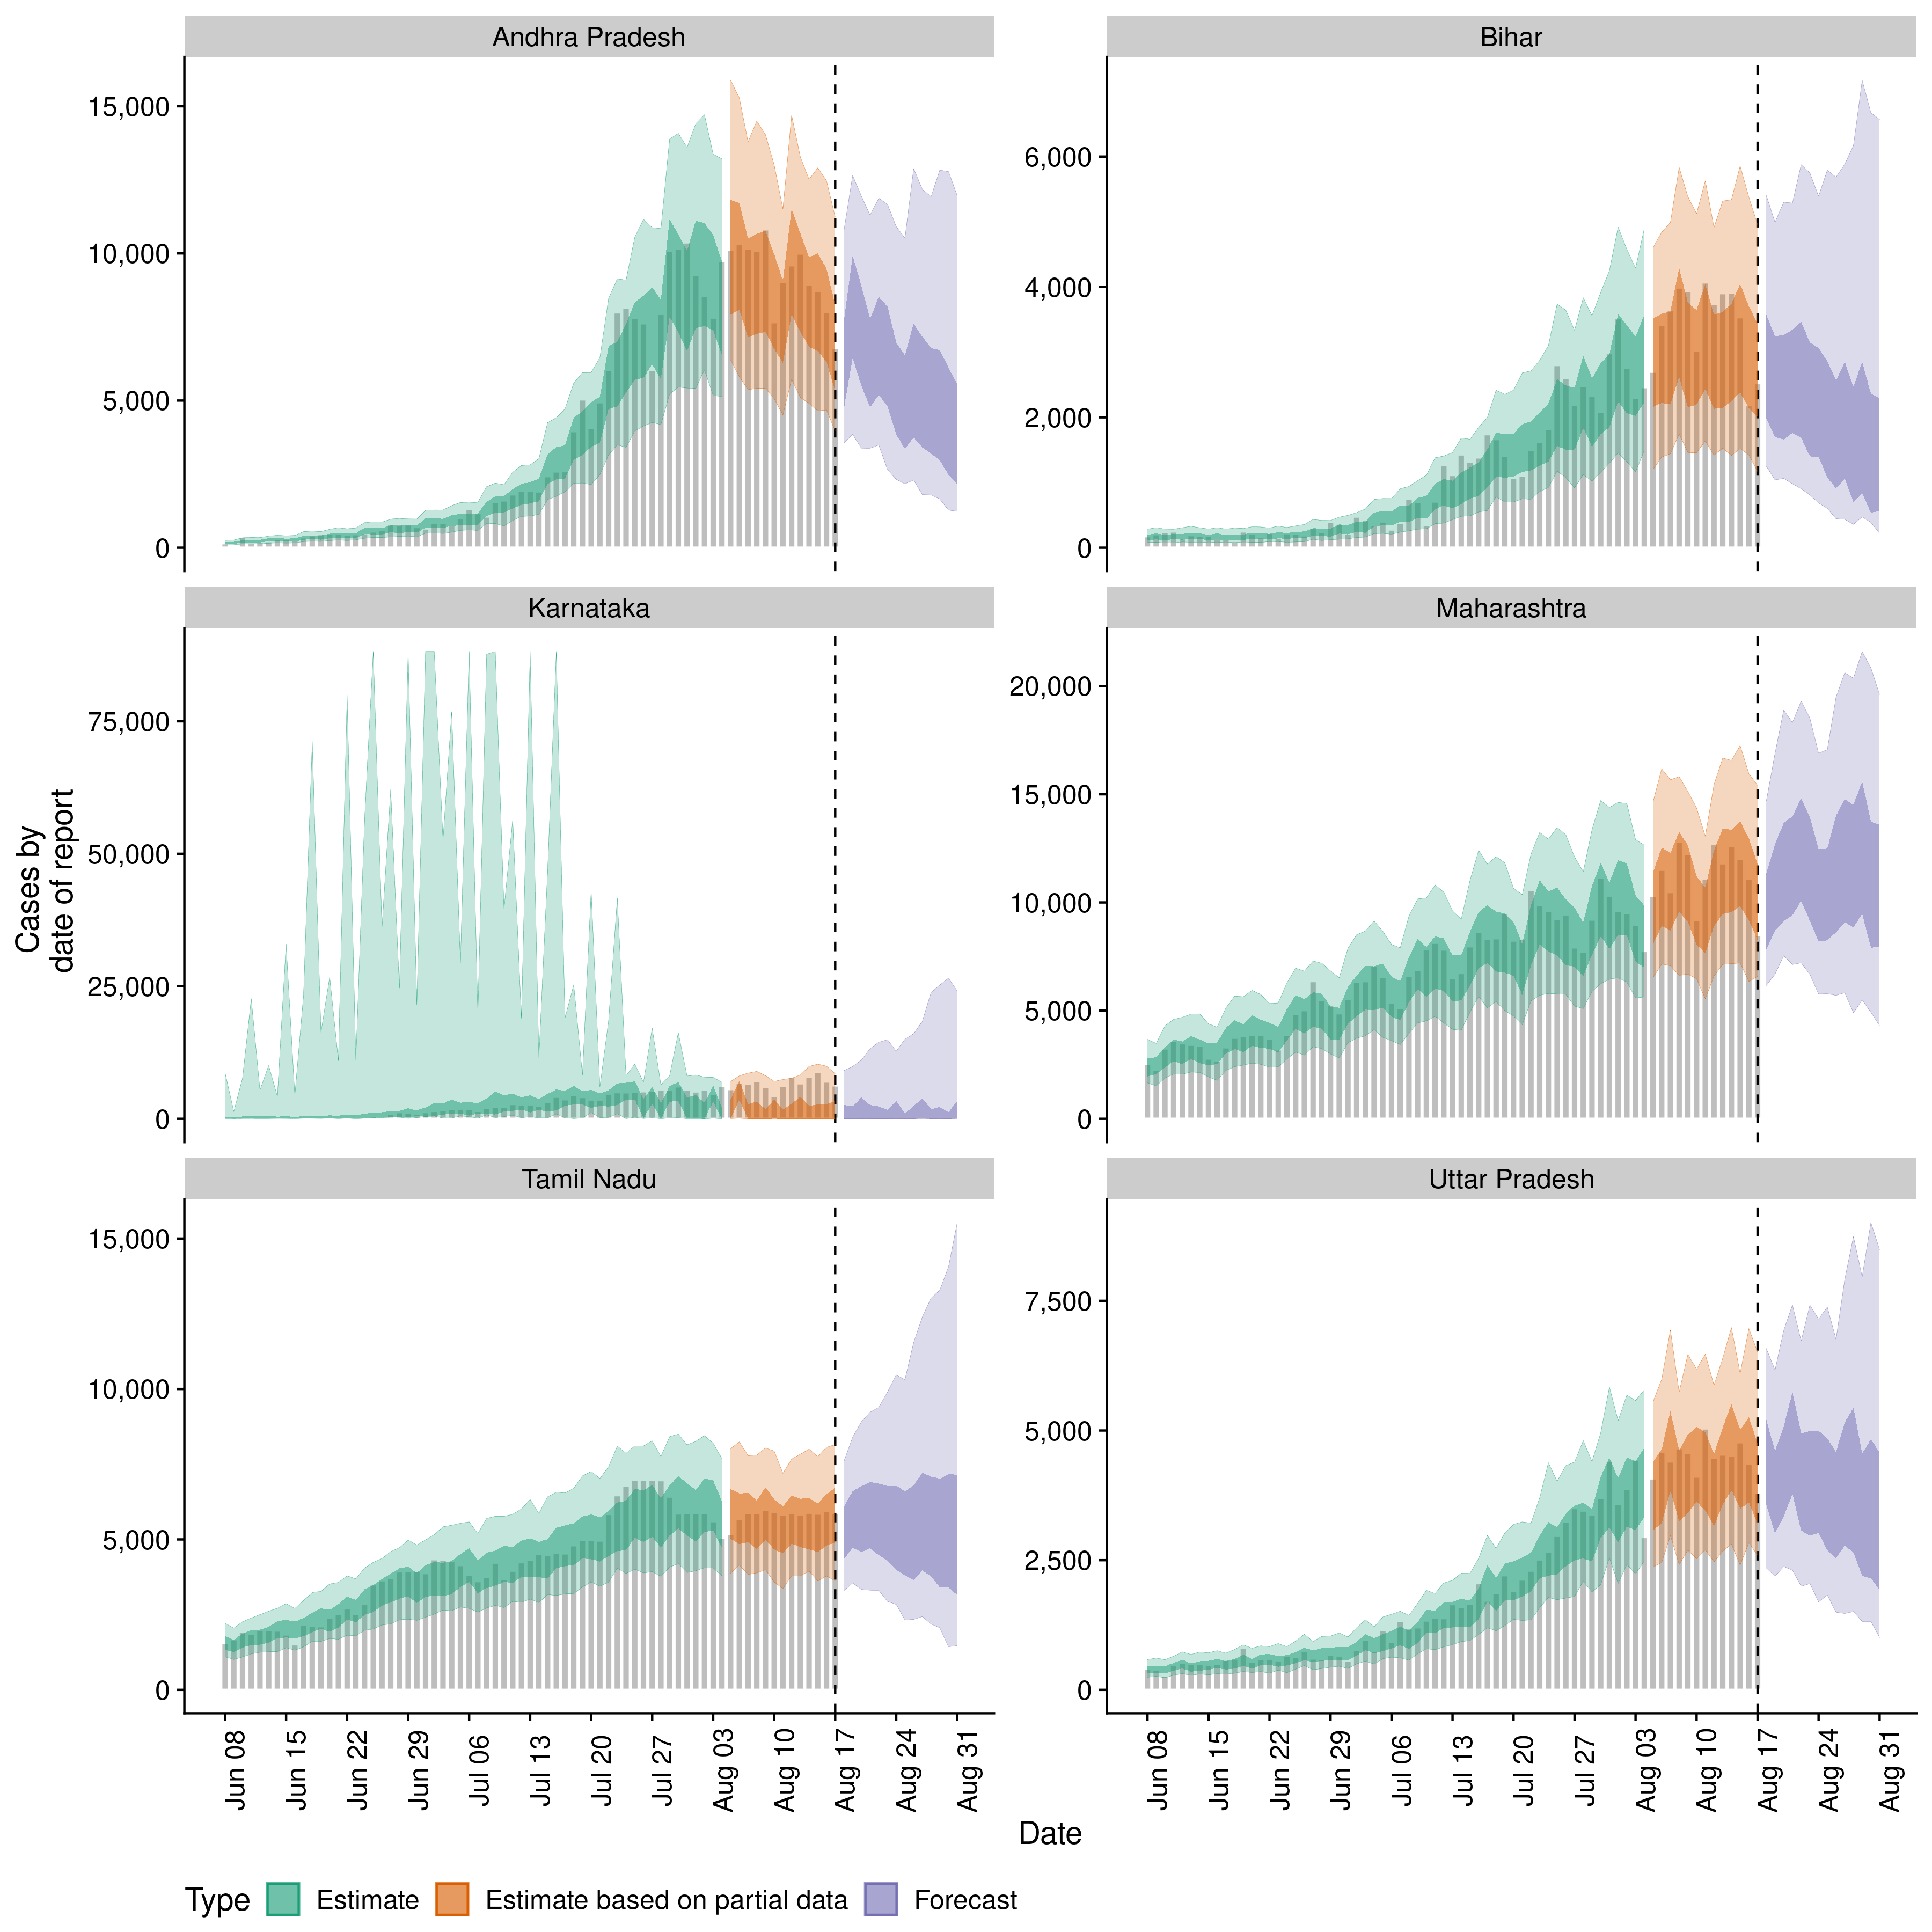 Andhra Pradesh
Bihar
15,000
10,000
5,000
0
6,000
4,000
2,000
0
Karnataka
Maharashtra
75,000
50,000
25,000
0
20,000
15,000
10,000
5,000
0
Cases by
date of report
Tamil Nadu
Uttar Pradesh
15,000
10,000
5,000
0
7,500
5,000
2,500
0
Jun 08
Jun 15
Jun 22
Jun 29
Jul 06
Jul 13
Jul 20
Jul 27
Aug 03
Aug 10
Aug 17
Aug 24
Aug 31
Jun 08
Jun 15
Jun 22
Jun 29
Jul 06
Jul 13
Jul 20
Jul 27
Aug 03
Aug 10
Aug 17
Aug 24
Aug 31
Date
Type
Estimate
Estimate based on partial data
Forecast